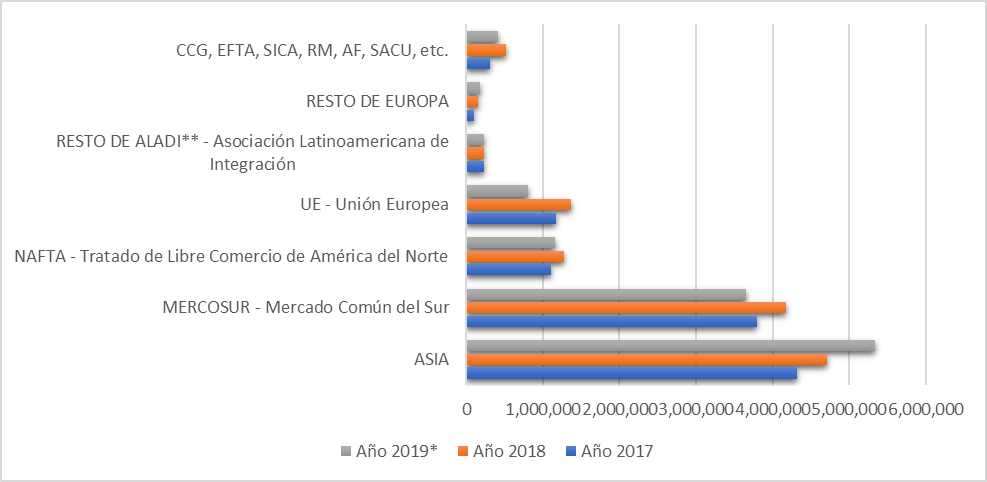 CCG, EFTA, SICA, RM, AF, SACU, etc.
RESTO DE EUROPA
RESTO DE ALADI** - Asociación Latinoamericana de
Integración
UE - Unión Europea
NAFTA - Tratado de Libre Comercio de América del Norte
MERCOSUR - Mercado Común del Sur
ASIA
0 1,000,000 2,000,000 3,000,000 4,000,000 5,000,000 6,000,000
Año 2019* Año 2018 Año 2017